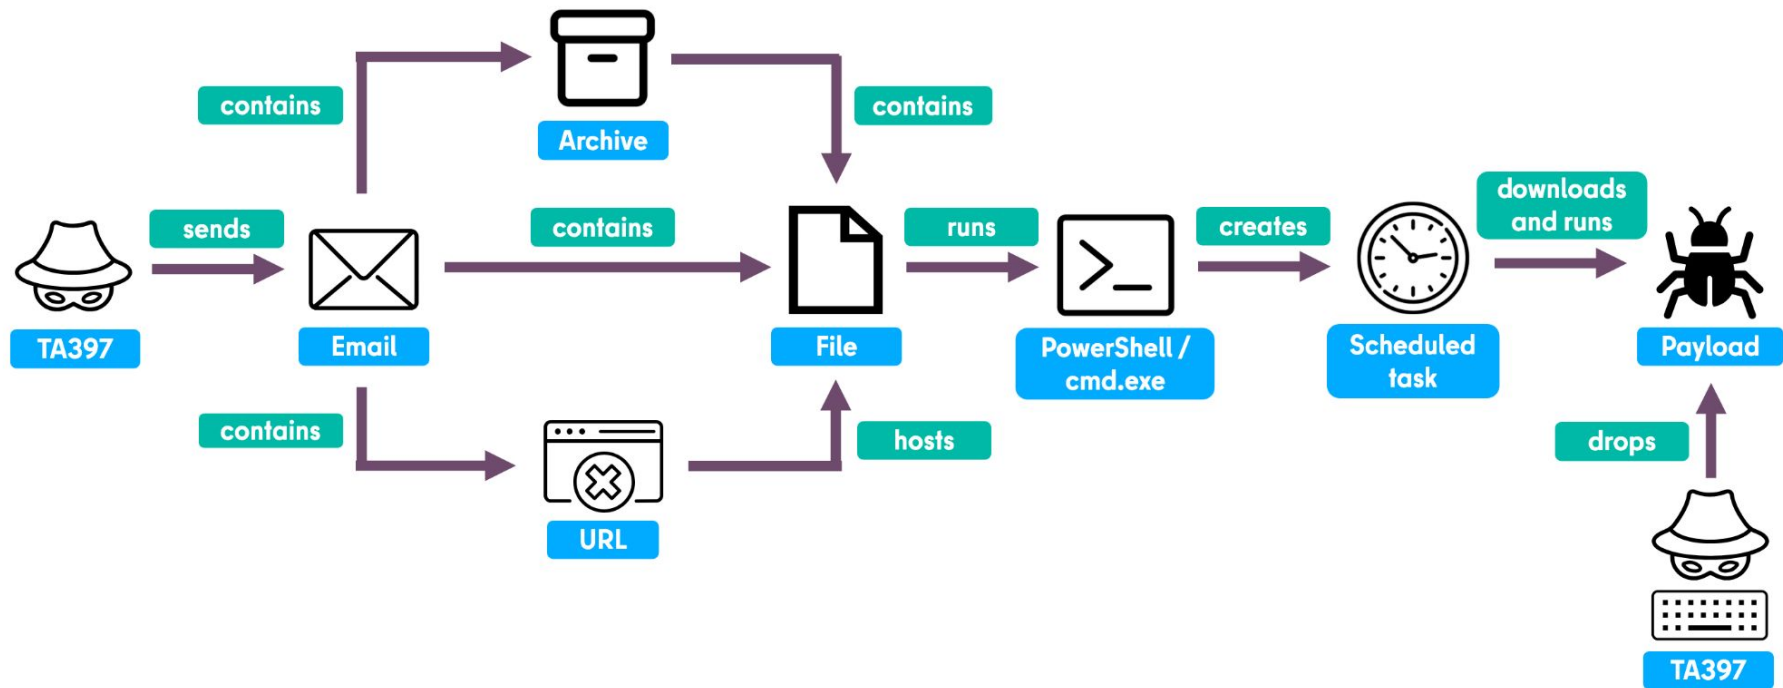 contains
Archive
contains
sends
contains
runs
creates
downloads
and runs
TA397
Email
File
PowerShell /
cmd.exe
Scheduled
task
Payload
contains
URL
hosts
drops
TA397